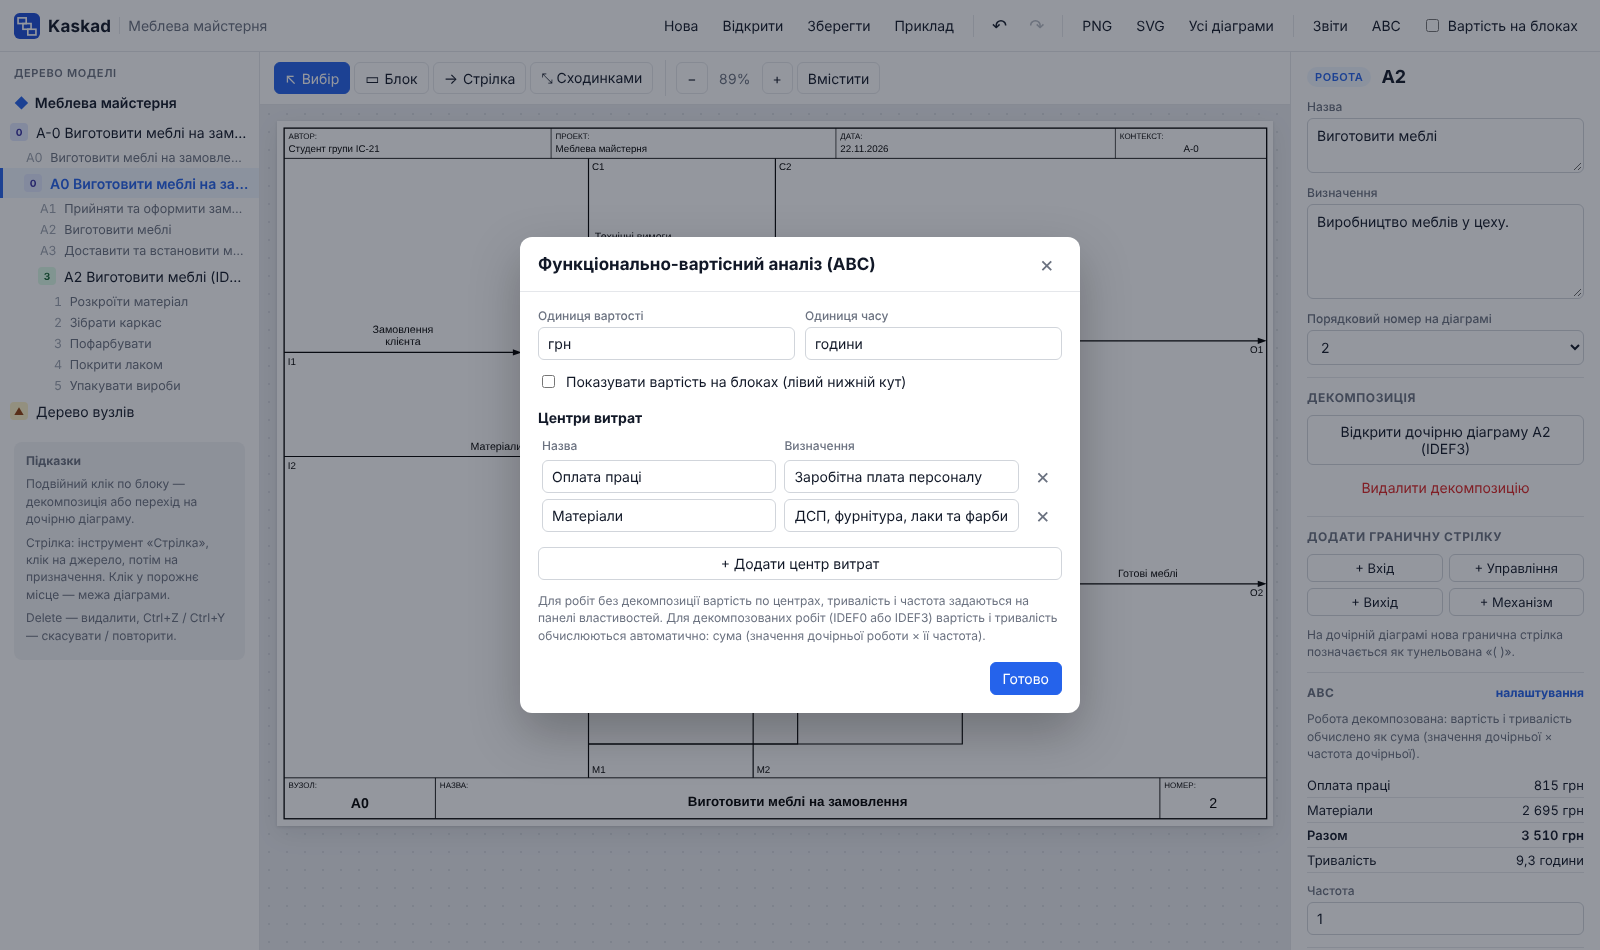 Kaskad
Меблева майстерня
Нова
Відкрити
Зберегти
Приклад
PNG
SVG
Усі діаграми
Звіти
ABC
Вартість на блоках
ДЕРЕВО МОДЕЛІ
Меблева майстерня
0 A-0 Виготовити меблі на зам...
A0 Виготовити меблі на замовле...
0 A0 Виготовити меблі на за...
A1 Прийняти та оформити зам...
A2 Виготовити меблі
A3 Доставити та встановити м...
3 A2 Виготовити меблі (ID...
1 Розкроїти матеріал
2 Зібрати каркас
3 Пофарбувати
4 Покрити лаком
5 Упакувати вироби
Дерево вузлів
Підказки
Подвійний клік по блоку —
декомпозиція або перехід на
дочірню діаграму.
Стрілка: інструмент «Стрілка»,
клік на джерело, потім на
призначення. Клік у порожнє
місце — межа діаграми.
Delete — видалити, Ctrl+Z / Ctrl+Y
— скасувати / повторити.
Вибір
Блок
Стрілка
Сходинками
−
89%
+
Вмістити
АВТОР:
Студент групи ІС-21
ПРОЕКТ:
Меблева майстерня
ДАТА:
22.11.2026
КОНТЕКСТ:
A-0
C1
C2
Технічні вимоги
Замовлення
клієнта
I1
Матеріали
I2
O1
Готові меблі
O2
M1
M2
ВУЗОЛ:
A0
НАЗВА:
Виготовити меблі на замовлення
НОМЕР:
2
Функціонально-вартісний аналіз (ABC)
Одиниця вартості
Одиниця часу
грн
години
Показувати вартість на блоках (лівий нижній кут)
Центри витрат
Назва
Визначення
Оплата праці
Заробітна плата персоналу
Матеріали
ДСП, фурнітура, лаки та фарби
+ Додати центр витрат
Для робіт без декомпозиції вартість по центрах, тривалість і частота задаються на
панелі властивостей. Для декомпозованих робіт (IDEF0 або IDEF3) вартість і тривалість
обчислюються автоматично: сума (значення дочірньої роботи × її частота).
Готово
РОБОТА
A2
Назва
Виготовити меблі
Визначення
Виробництво меблів у цеху.
Порядковий номер на діаграмі
2
ДЕКОМПОЗИЦІЯ
Відкрити дочірню діаграму A2
(IDEF3)
Видалити декомпозицію
ДОДАТИ ГРАНИЧНУ СТРІЛКУ
+ Вхід
+ Управління
+ Вихід
+ Механізм
На дочірній діаграмі нова гранична стрілка
позначається як тунельована «( )».
ABC
налаштування
Робота декомпозована: вартість і тривалість
обчислено як сума (значення дочірньої ×
частота дочірньої).
Оплата праці 815 грн
Матеріали 2 695 грн
Разом 3 510 грн
Тривалість 9,3 години
Частота
1